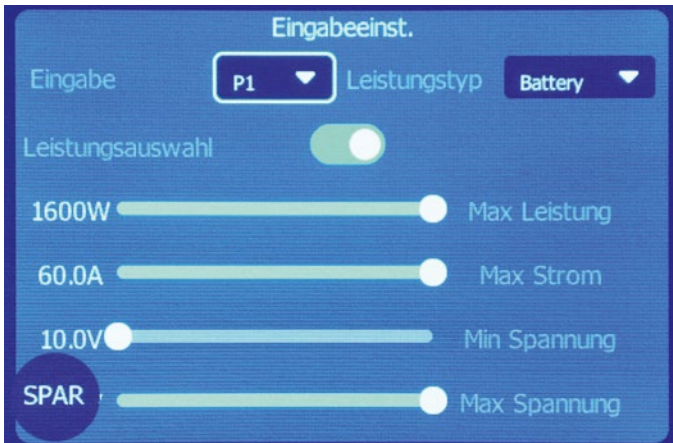 Eingabeeinst.
Eingabe P1 Leistungstyp Battery
Leistungsauswahl
1600W Max Leistung
60.0A Max Strom
10.0V Min Spannung
SPAR Max Spannung